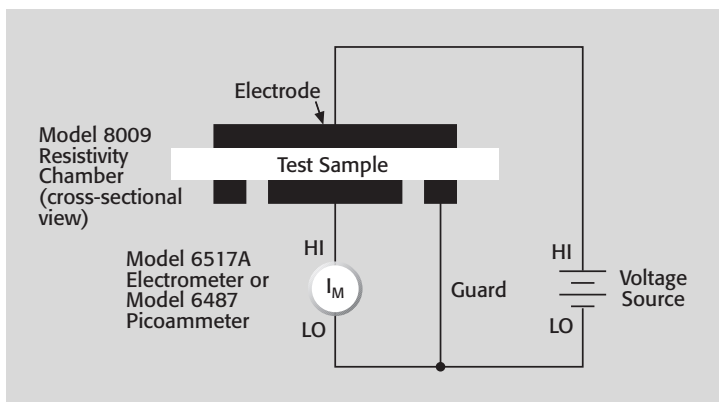 Electrode
Model 8009
Resistivity
Chamber
(cross-sectional
view)
Test Sample
Model 6517A
Electrometer or
Model 6487
Picoammeter
HI
IM
LO
Guard
HI
Voltage
Source
LO